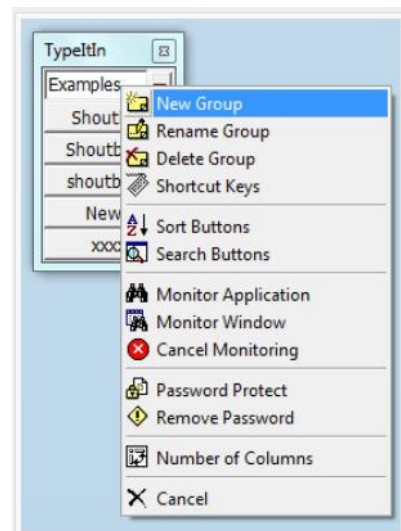 TypeItIn
Examples
New Group
Shout
Rename Group
Shoutb
Delete Group
shoutb
Shortcut Keys
New
Sort Buttons
xxx
Search Buttons
Monitor Application
Monitor Window
Cancel Monitoring
Password Protect
Remove Password
Number of Columns
Cancel